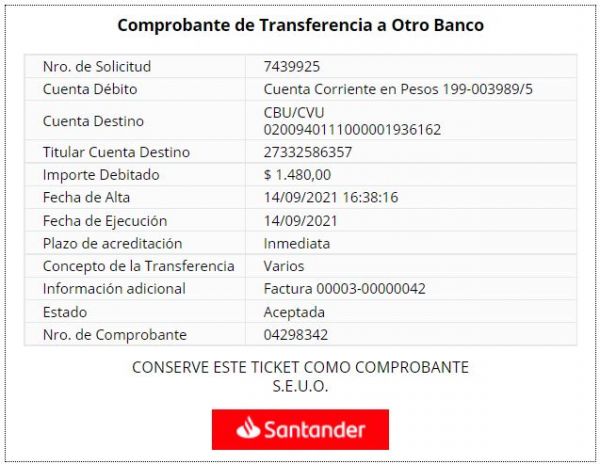 Comprobante de Transferencia a Otro Banco
Nro. de Solicitud 7439925
Cuenta Débito Cuenta Corriente en Pesos 199-003989/5
Cuenta Destino CBU/CVU
0200940111000001936162
Titular Cuenta Destino 27332586357
Importe Debitado $ 1.480,00
Fecha de Alta 14/09/2021 16:38:16
Fecha de Ejecución 14/09/2021
Plazo de acreditación Inmediata
Concepto de la Transferencia Varios
Información adicional Factura 00003-00000042
Estado Aceptada
Nro. de Comprobante 04298342
CONSERVE ESTE TICKET COMO COMPROBANTE
S.E.U.O.
Santander